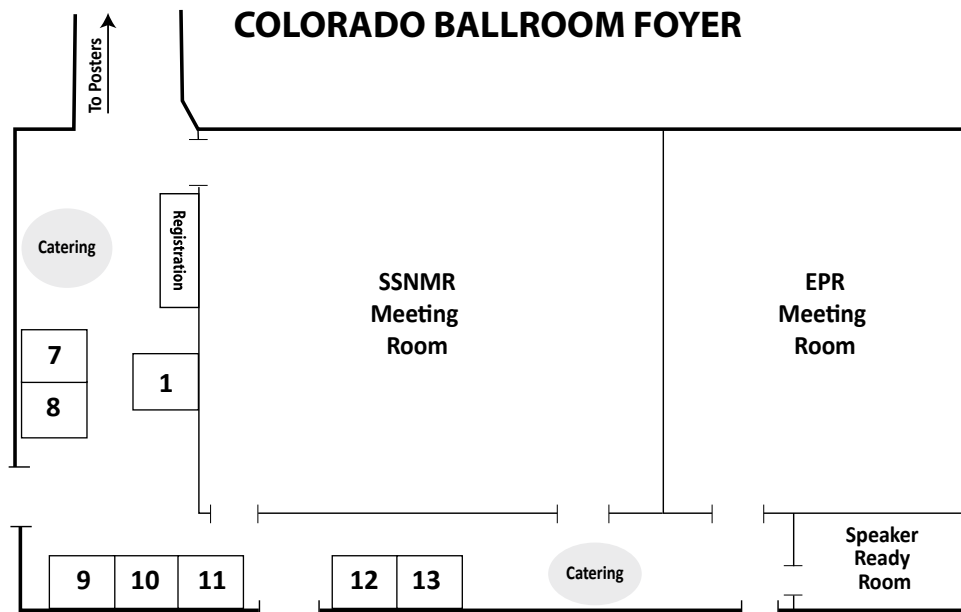 COLORADO BALLROOM FOYER
To Posters
Registration
Catering
SSNMR
Meeting
Room
EPR
Meeting
Room
7
1
8
Speaker
Ready
Room
9
10
11
12
13
Catering